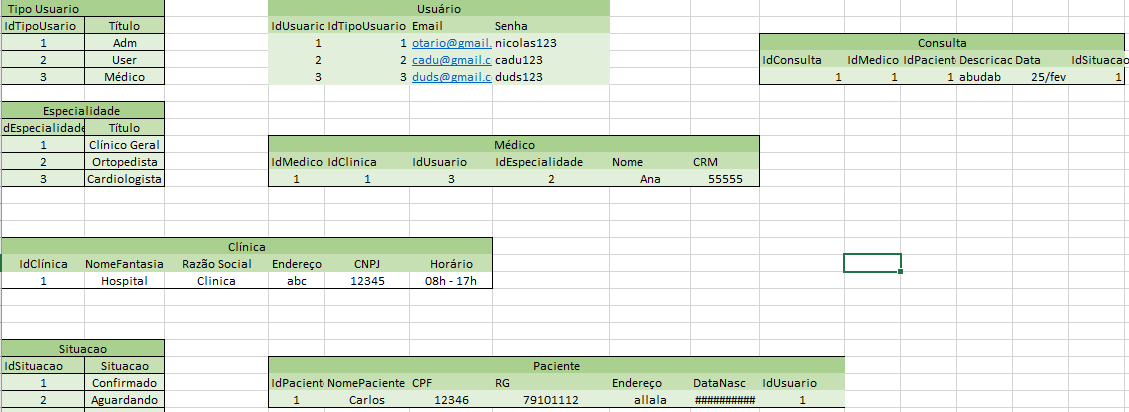 Tipo Usuario
IdTipoUsario Título
1 Adm
2 User
3 Médico
Usuário
IdUsuaric IdTipoUsuario Email Senha
1 1 otario@gmail. nicolas123
2 2 cadu@gmail.c cadu123
3 3 duds@gmail.c duds123
Consulta
IdConsulta IdMedico IdPacient Descricac Data IdSituacao
1 1 1 abudab 25/fev 1
Especialidade
dEspecialidade Título
1 Clínico Geral
2 Ortopedista
3 Cardiologista
Médico
IdMedico IdClinica IdUsuario IdEspecialidade Nome CRM
1 1 3 2 Ana 55555
Clínica
IdClínica NomeFantasia Razão Social Endereço CNPJ Horário
1 Hospital Clinica abc 12345 08h - 17h
Situacao
IdSituacao Situacao
1 Confirmado
2 Aguardando
Paciente
IdPacient NomePaciente CPF RG Endereço DataNasc IdUsuario
1 Carlos 12346 79101112 allala ########## 1